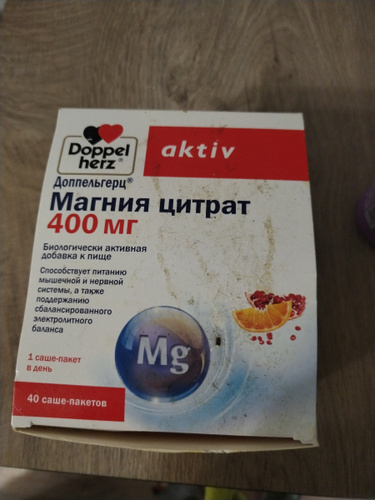 Doppel
herz®
aktiv
Доппельгерц®
Магния цитрат
400 мг
Биологически активная
добавка к пище
Способствует питанию
мышечной и нервной
системы, а также
поддержанию
сбалансированного
электролитного
баланса
1 саше-пакет
в день
Mg
40 саше-пакетов